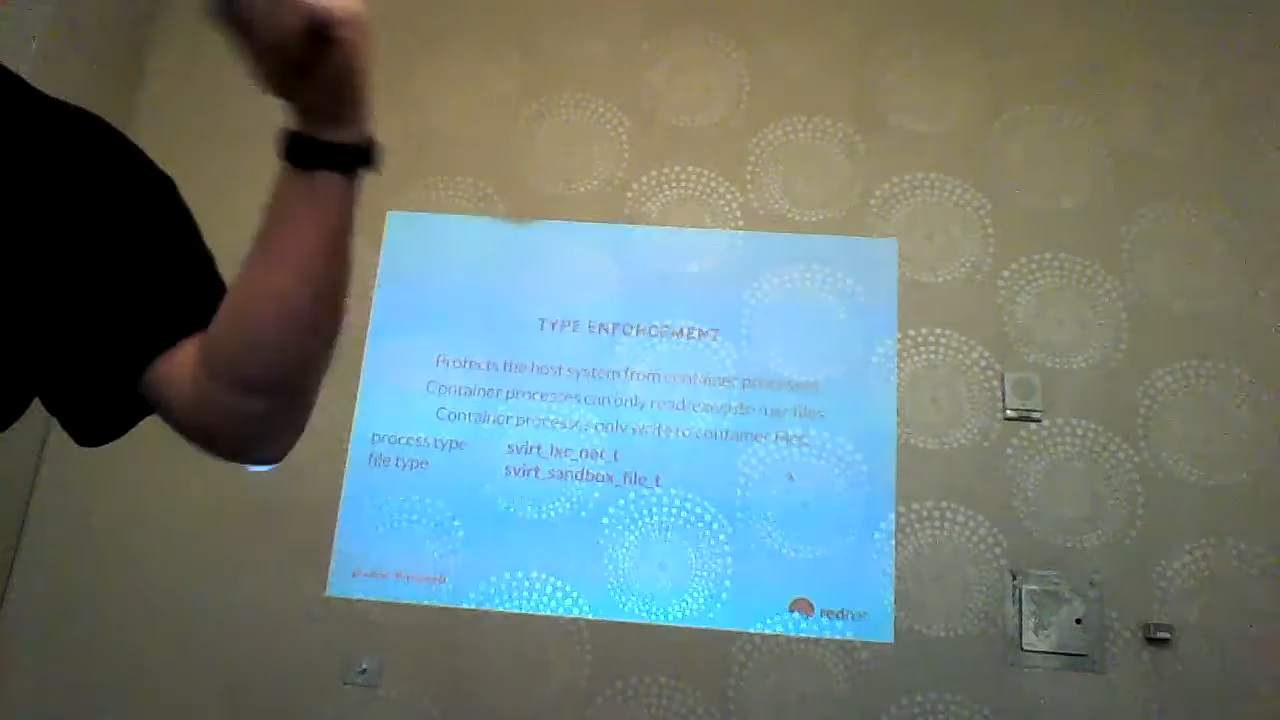 TYPE ENFORCEMENT
Protects the host system from container processes
Container processes can only read/execute /usr files
Container processes only write to container files.
process type svirt_lxc_net_t
file type svirt_sandbox_file_t
redhat